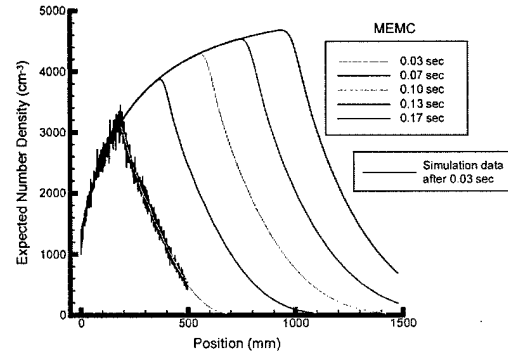 MEMC
0.03 sec
0.07 sec
0.10 sec
0.13 sec
0.17 sec
Simulation data
after 0.03 sec
Expected Number Density (cm⁻³)
5000
4000
3000
2000
1000
0
0
500
1000
1500
Position (mm)